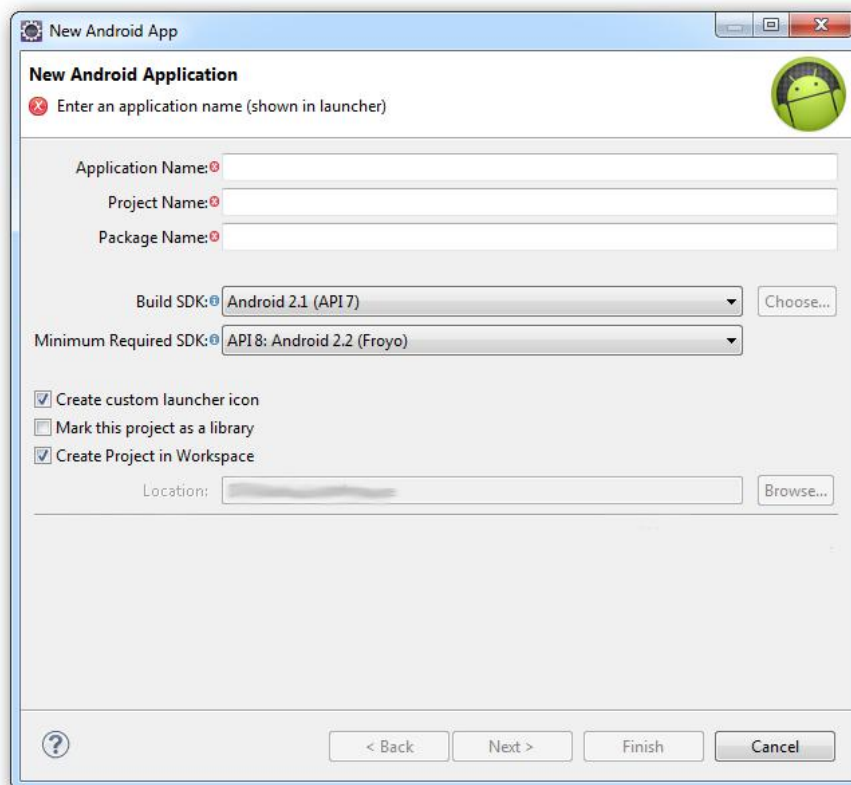 New Android App
New Android Application
Enter an application name (shown in launcher)
Application Name:
Project Name:
Package Name:
Build SDK: Android 2.1 (API 7) Choose...
Minimum Required SDK: API 8: Android 2.2 (Froyo)
Create custom launcher icon
Mark this project as a library
Create Project in Workspace
Location: Browse...
? < Back Next > Finish Cancel